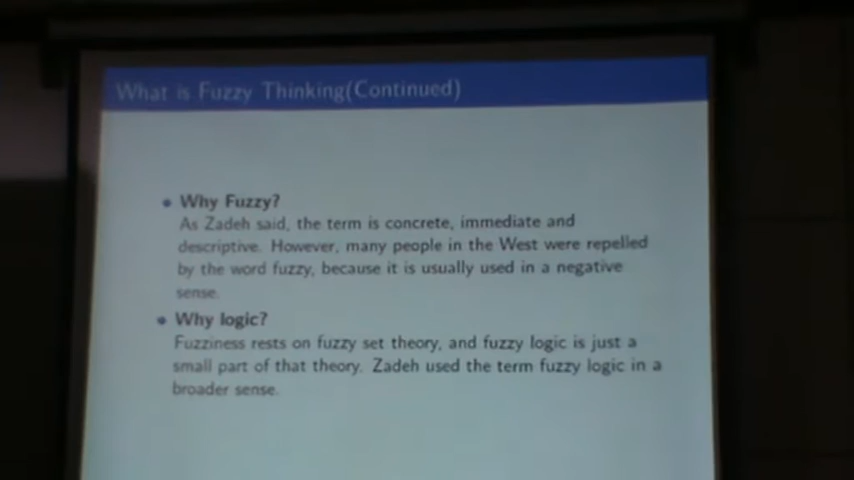 What is Fuzzy Thinking(Continued)
Why Fuzzy?
As Zadeh said, the term is concrete, immediate and
descriptive. However, many people in the West were repelled
by the word fuzzy, because it is usually used in a negative
sense.
Why logic?
Fuzziness rests on fuzzy set theory, and fuzzy logic is just a
small part of that theory. Zadeh used the term fuzzy logic in a
broader sense.